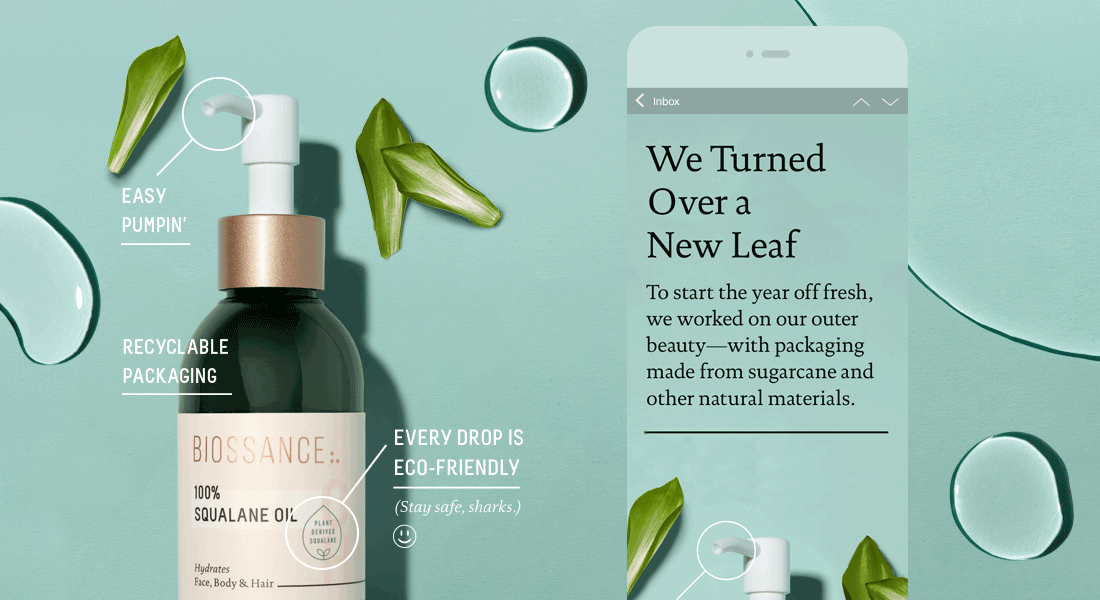 EASY
PUMPIN'
RECYCLABLE
PACKAGING
BIOSSANCE:.
100%
SQUALANE OIL
PLANT
DERIVED
SQUALANE
Hydrates
Face, Body & Hair
EVERY DROP IS
ECO-FRIENDLY
(Stay safe, sharks.)
Inbox
We Turned
Over a
New Leaf
To start the year off fresh,
we worked on our outer
beauty—with packaging
made from sugarcane and
other natural materials.